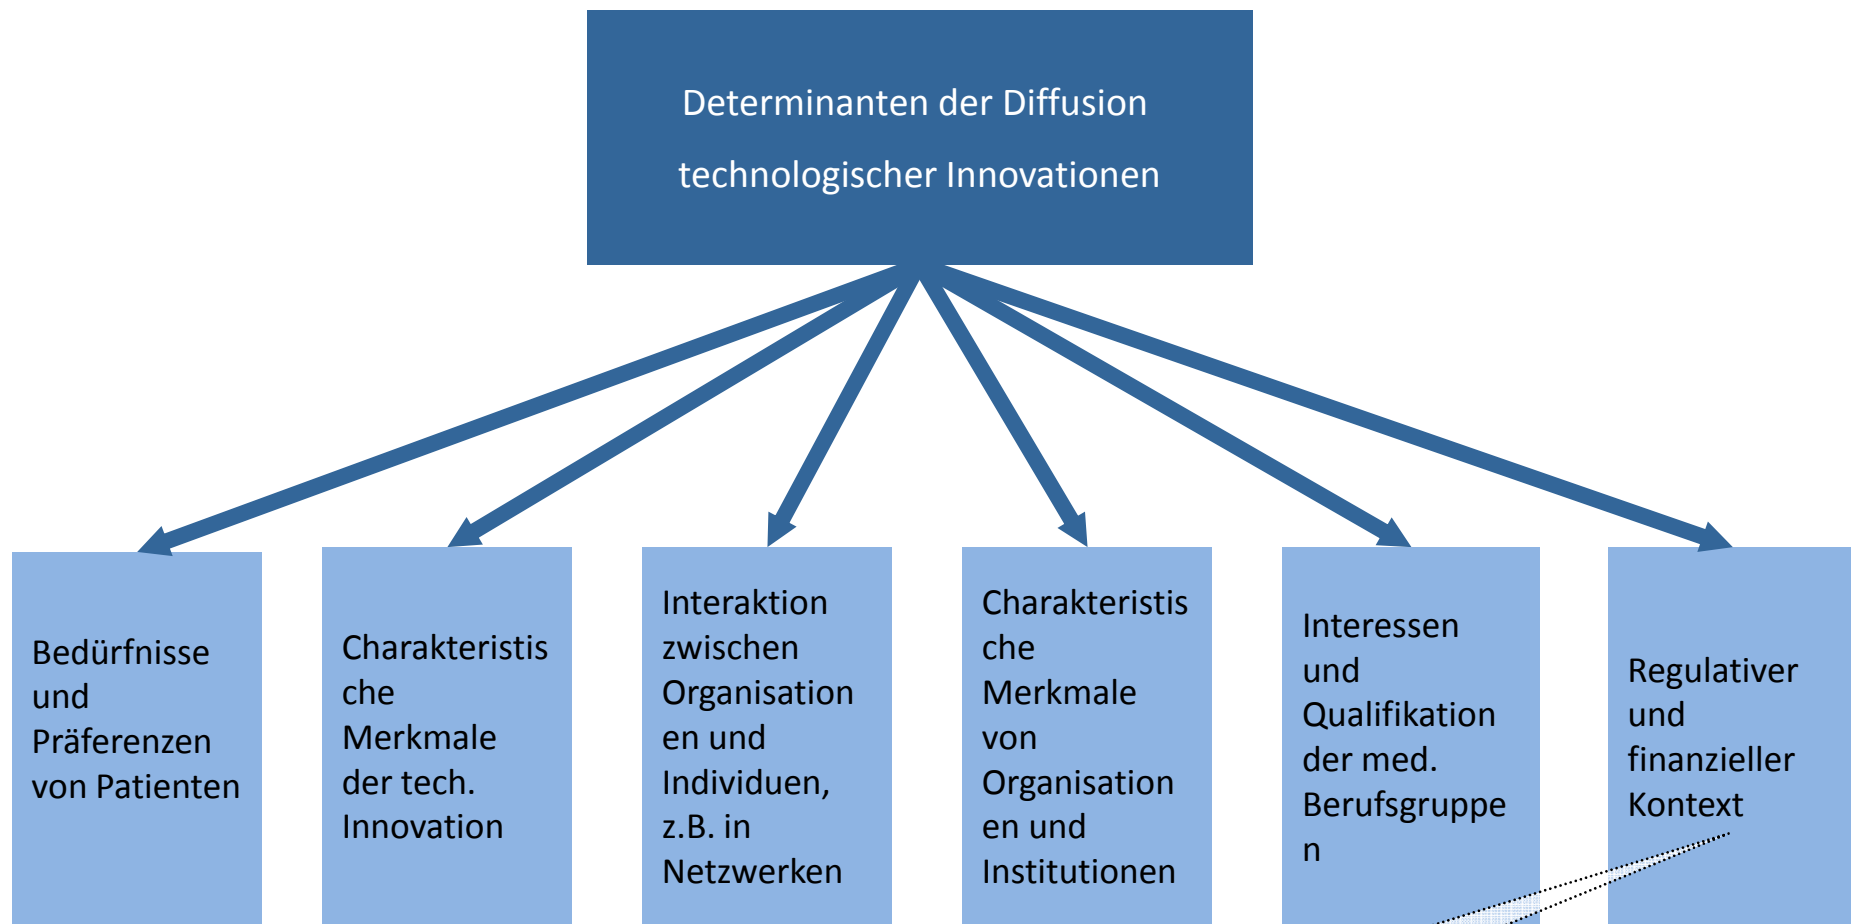 Determinanten der Diffusion
technologischer Innovationen
Bedürfnisse
und
Präferenzen
von Patienten
Charakteristis
che
Merkmale
der tech.
Innovation
Interaktion
zwischen
Organisation
en und
Individuen,
z.B. in
Netzwerken
Charakteristis
che
Merkmale
von
Organisation
en und
Institutionen
Interessen
und
Qualifikation
der med.
Berufsgruppe
n
Regulativer
und
finanzieller
Kontext